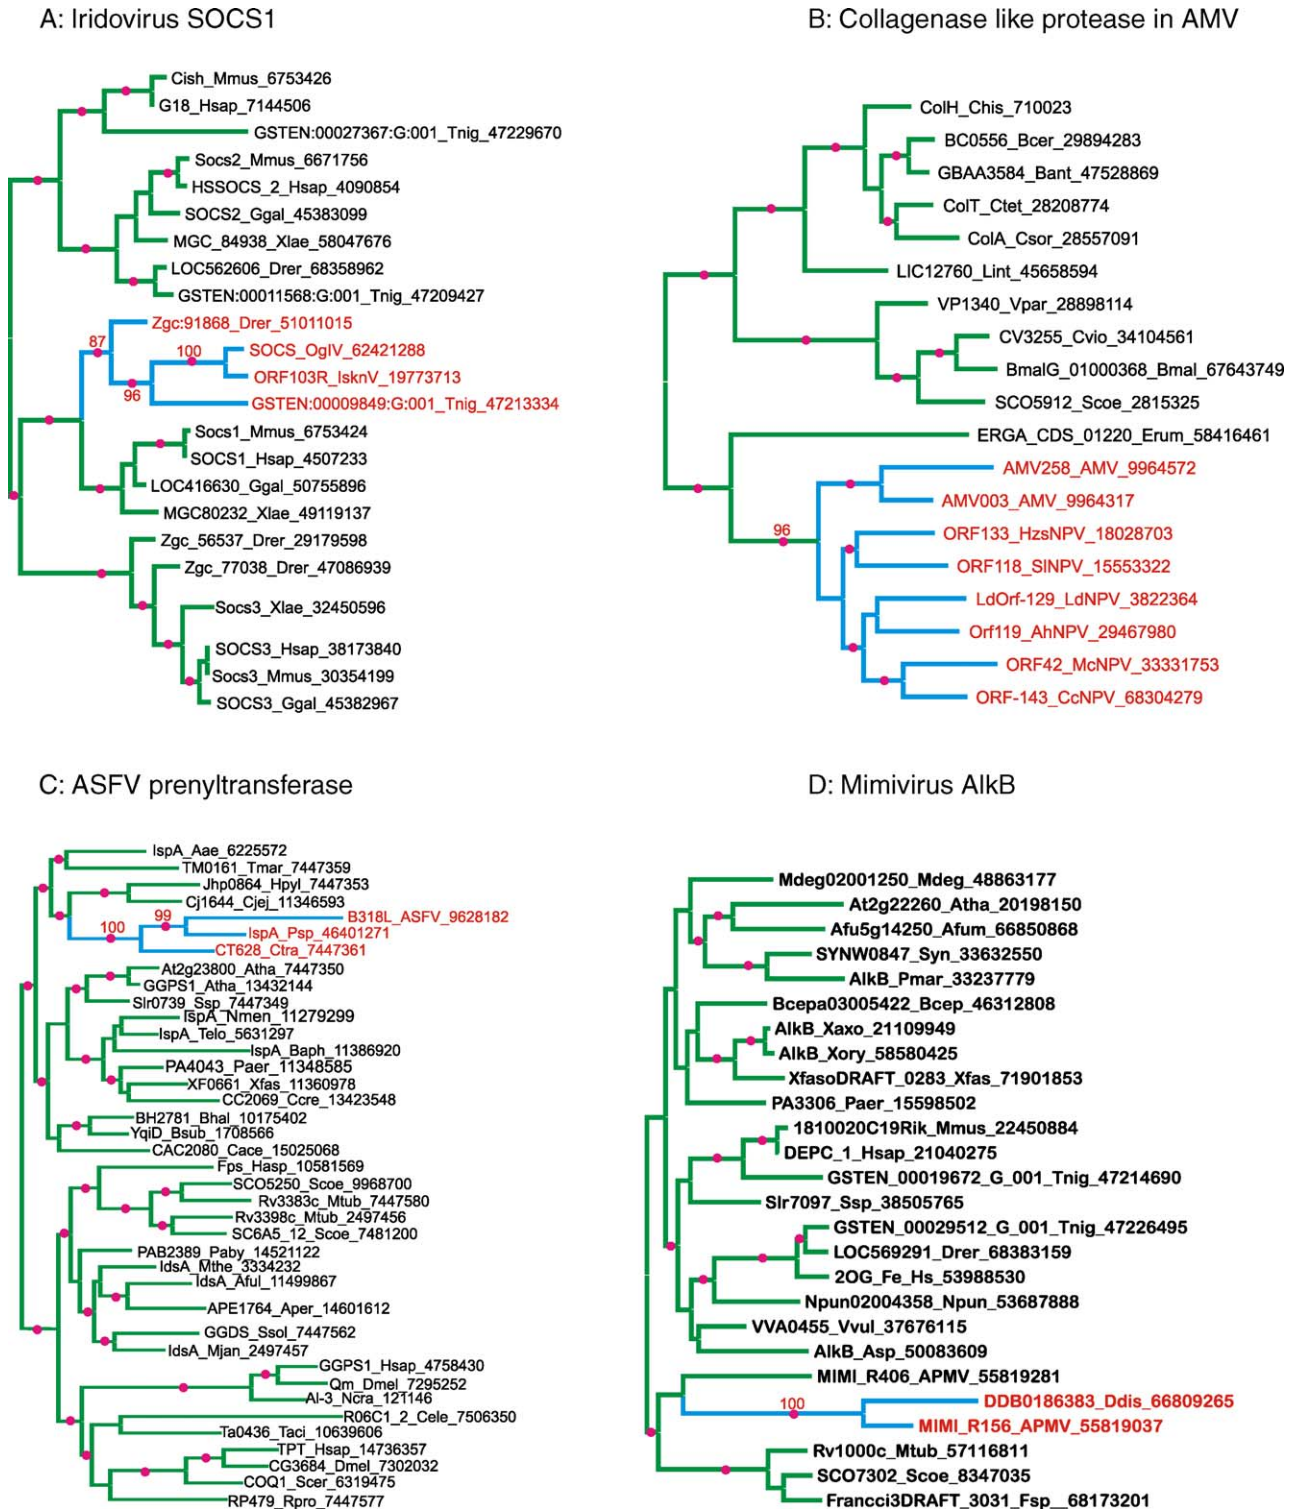 A: Iridovirus SOCS1
Cish_Mmus_6753426
G18_Hsap_7144506
GSTEN:00027367:G:001_Tnig_47229670
Socs2_Mmus_6671756
HSSOCS_2_Hsap_4090854
SOCS2_Ggal_45383099
MGC_84938_Xlae_58047676
LOC562606_Drer_68358962
GSTEN:00011568:G:001_Tnig_47209427
Zgc:91868_Drer_51011015
87
100
SOCS_OgIV_62421288
ORF103R_IsknV_19773713
96
GSTEN:00009849:G:001_Tnig_47213334
Socs1_Mmus_6753424
SOCS1_Hsap_4507233
LOC416630_Ggal_50755896
MGC80232_Xlae_49119137
Zgc_56537_Drer_29179598
Zgc_77038_Drer_47086939
Socs3_Xlae_32450596
SOCS3_Hsap_38173840
Socs3_Mmus_30354199
SOCS3_Ggal_45382967
B: Collagenase like protease in AMV
ColH_Chis_710023
BC0556_Bcer_29894283
GBAA3584_Bant_47528869
ColT_Ctet_28208774
ColA_Csor_28557091
LIC12760_Lint_45658594
VP1340_Vpar_28898114
CV3255_Cvio_34104561
BmalG_01000368_Bmal_67643749
SCO5912_Scoe_2815325
ERGA_CDS_01220_Erum_58416461
AMV258_AMV_9964572
AMV003_AMV_9964317
96
ORF133_HzsNPV_18028703
ORF118_SlNPV_15553322
LdOrf-129_LdNPV_3822364
Orf119_AhNPV_29467980
ORF42_McNPV_33331753
ORF-143_CcNPV_68304279
C: ASFV prenyltransferase
IspA_Aae_6225572
TM0161_Tmar_7447359
Jhp0864_Hpyl_7447353
Cj1644_Cjej_11346593
99
B318L_ASFV_9628182
100
IspA_Psp_46401271
CT628_Ctra_7447361
At2g23800_Atha_7447350
GGPS1_Atha_13432144
Slr0739_Ssp_7447349
IspA_Nmen_11279299
IspA_Telo_5631297
IspA_Baph_11386920
PA4043_Paer_11348585
XF0661_Xfas_11360978
CC2069_Ccre_13423548
BH2781_Bhal_10175402
YqiD_Bsub_1708566
CAC2080_Cace_15025068
Fps_Hasp_10581569
SCO5250_Scoe_9968700
Rv3383c_Mtub_7447580
Rv3398c_Mtub_2497456
SC6A5_12_Scoe_7481200
PAB2389_Paby_14521122
IdsA_Mthe_3334232
IdsA_Aful_11499867
APE1764_Aper_14601612
GGDS_Ssol_7447562
IdsA_Mjan_2497457
GGPS1_Hsap_4758430
Qm_Dmel_7295252
Al-3_Ncra_121146
R06C1_2_Cele_7506350
Ta0436_Taci_10639606
TPT_Hsap_14736357
CG3684_Dmel_7302032
COQ1_Scer_6319475
RP479_Rpro_7447577
D: Mimivirus AlkB
Mdeg02001250_Mdeg_48863177
At2g22260_Atha_20198150
Afu5g14250_Afum_66850868
SYNW0847_Syn_33632550
AlkB_Pmar_33237779
Bcepa03005422_Bcep_46312808
AlkB_Xaxo_21109949
AlkB_Xory_58580425
XfasoDRAFT_0283_Xfas_71901853
PA3306_Paer_15598502
1810020C19Rik_Mmus_22450884
DEPC_1_Hsap_21040275
GSTEN_00019672_G_001_Tnig_47214690
Slr7097_Ssp_38505765
GSTEN_00029512_G_001_Tnig_47226495
LOC569291_Drer_68383159
2OG_Fe_Hs_53988530
Npun02004358_Npun_53687888
VVA0455_Vvul_37676115
AlkB_Asp_50083609
MIMI_R406_APMV_55819281
100
DDB0186383_Ddis_66809265
MIMI_R156_APMV_55819037
Rv1000c_Mtub_57116811
SCO7302_Scoe_8347035
Francci3DRAFT_3031_Fsp__68173201